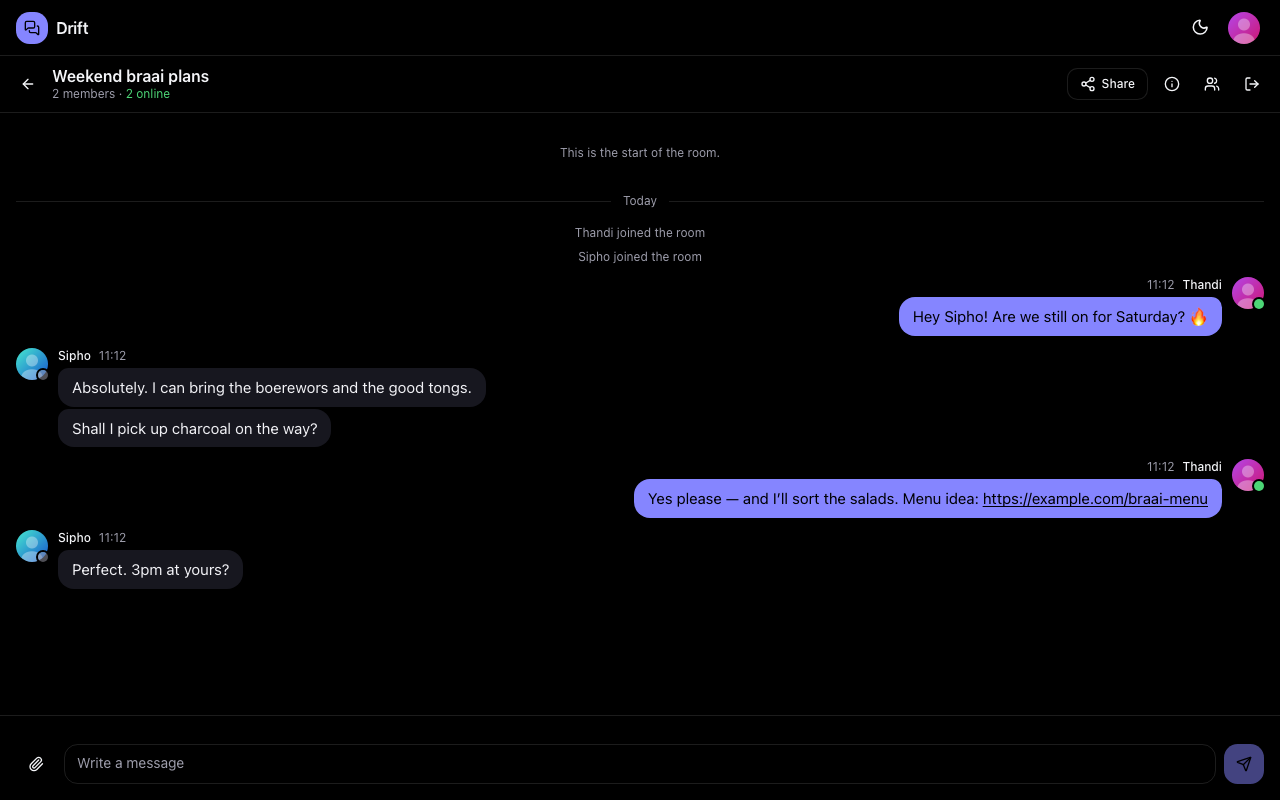 Drift
Weekend braai plans
2 members · 2 online
Share
This is the start of the room.
Today
Thandi joined the room
Sipho joined the room
11:12 Thandi
Hey Sipho! Are we still on for Saturday? 🔥
Sipho 11:12
Absolutely. I can bring the boerewors and the good tongs.
Shall I pick up charcoal on the way?
11:12 Thandi
Yes please — and I’ll sort the salads. Menu idea: https://example.com/braai-menu
Sipho 11:12
Perfect. 3pm at yours?
Write a message